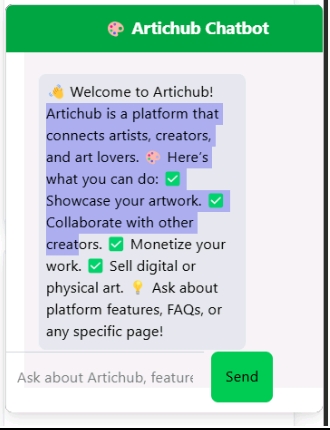 🎨 Artichub Chatbot
👋 Welcome to Artichub!
Artichub is a platform that
connects artists, creators,
and art lovers. 🎨 Here's
what you can do: ✅
Showcase your artwork. ✅
Collaborate with other
creators. ✅ Monetize your
work. ✅ Sell digital or
physical art. 💡 Ask about
platform features, FAQs, or
any specific page!
Ask about Artichub, feature
Send